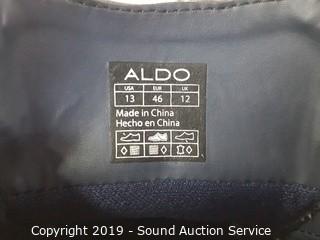 ALDO
USA EUR UK
13 46 12
Made in China
Hecho en China
Copyright 2019 - Sound Auction Service